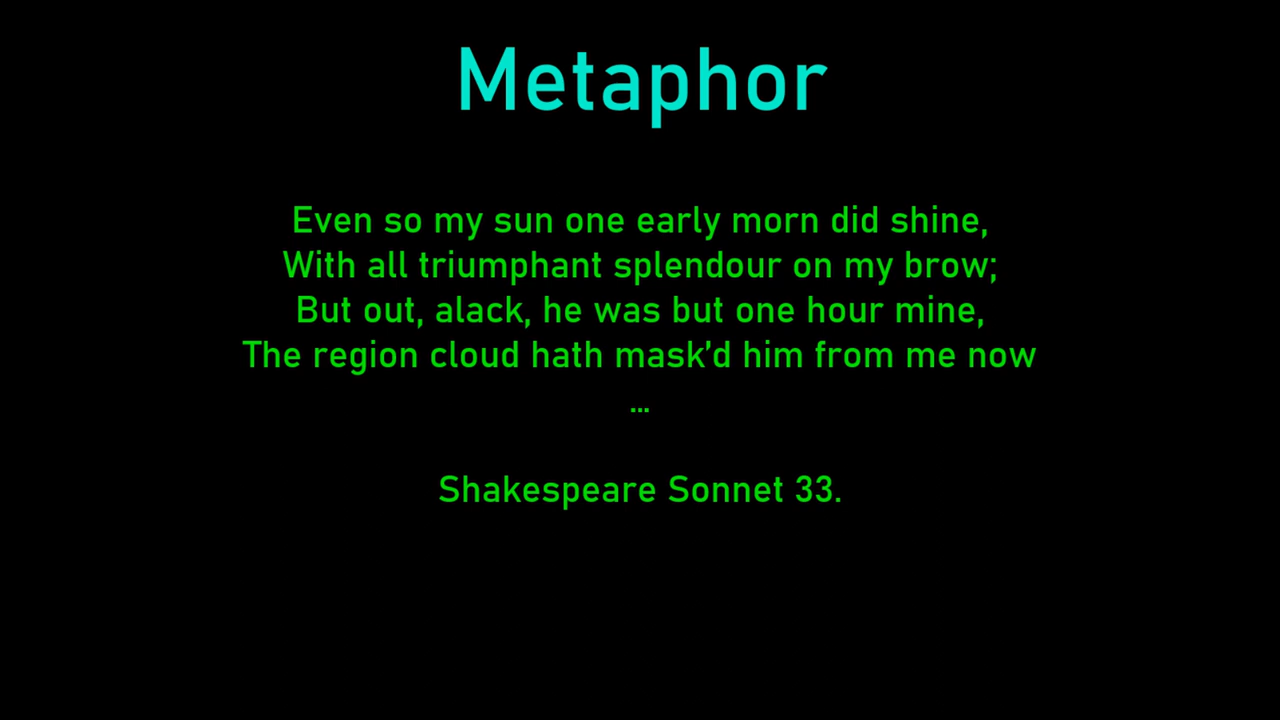 Metaphor
Even so my sun one early morn did shine,
With all triumphant splendour on my brow;
But out, alack, he was but one hour mine,
The region cloud hath mask’d him from me now
...
Shakespeare Sonnet 33.